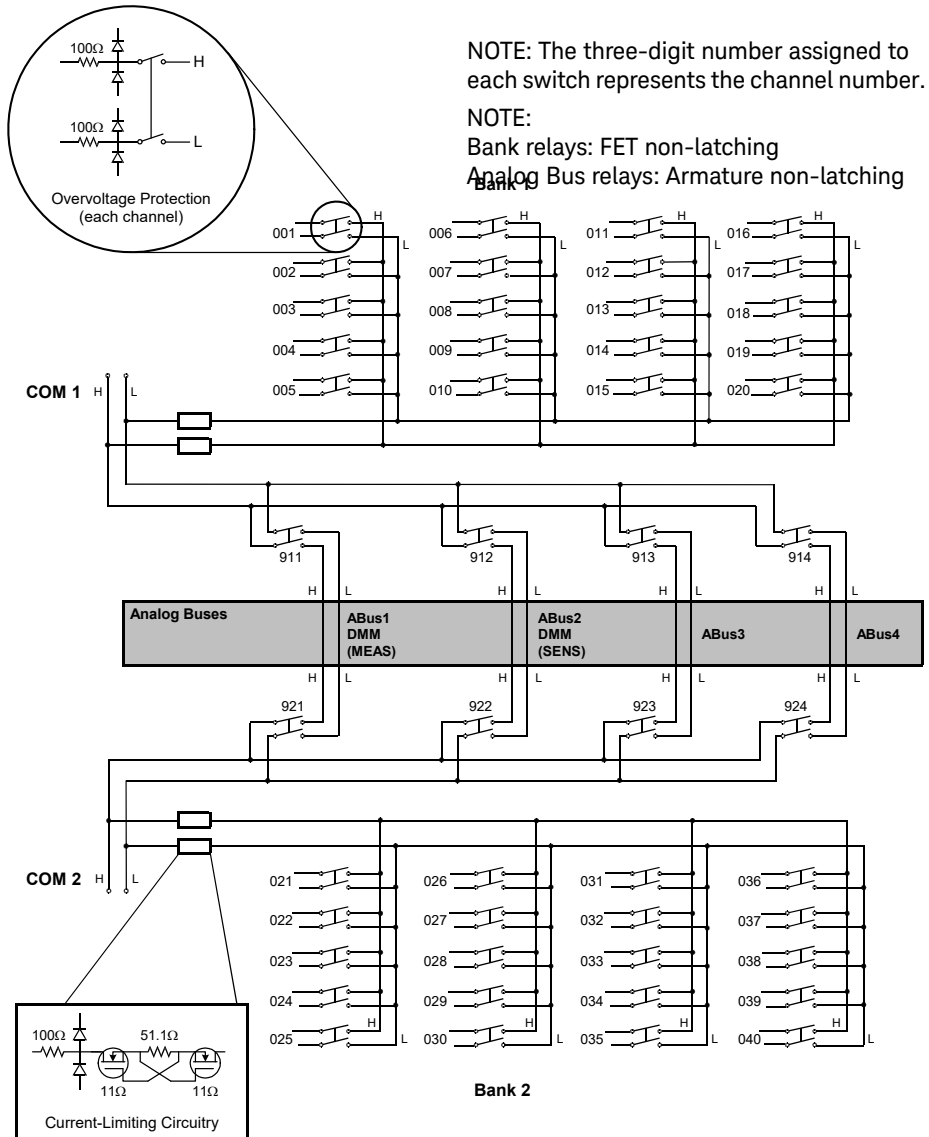 100Ω
H
100Ω
L
Overvoltage Protection
(each channel)
NOTE: The three-digit number assigned to
each switch represents the channel number.
NOTE:
Bank relays: FET non-latching
Analog Bus relays: Armature non-latching
Bank 1
H H H H
001 006 011 016
L L L L
002 007 012 017
003 008 013 018
004 009 014 019
005 010 015 020
COM 1 H L
911 912 913 914
H L H L H L H L
Analog Buses
ABus1
DMM
(MEAS)
ABus2
DMM
(SENS)
ABus3
ABus4
H L H L H L H L
921 922 923 924
COM 2 H L
021 026 031 036
022 027 032 037
023 028 033 038
024 029 034 039
H H H H
025 L 030 L 035 L 040 L
100Ω 51.1Ω
11Ω 11Ω
Current-Limiting Circuitry
Bank 2